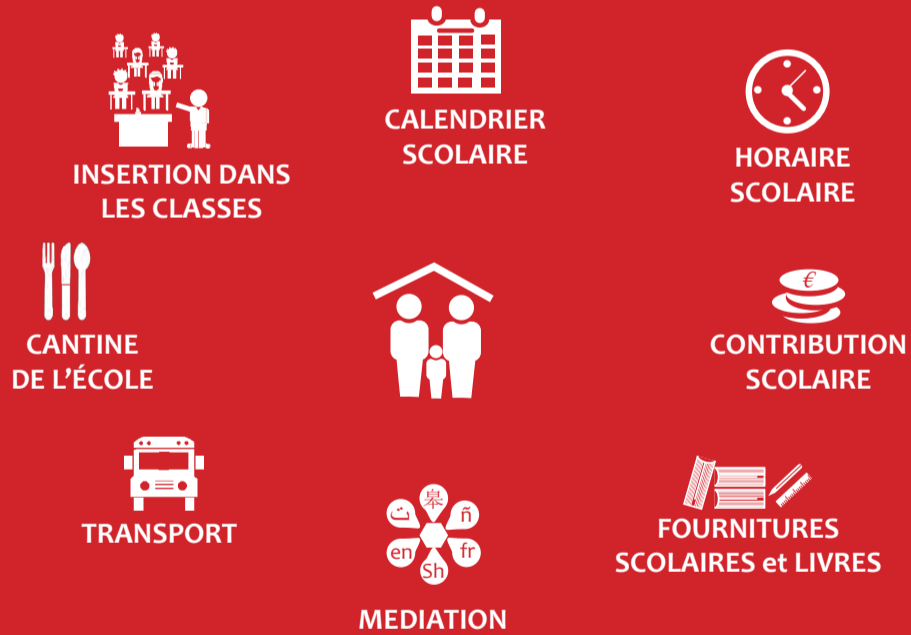 INSERTION DANS
LES CLASSES
CALENDRIER
SCOLAIRE
HORAIRE
SCOLAIRE
CANTINE
DE L'ÉCOLE
€
CONTRIBUTION
SCOLAIRE
TRANSPORT
皋
ñ
fr
Sh
en
ت
MEDIATION
FOURNITURES
SCOLAIRES et LIVRES